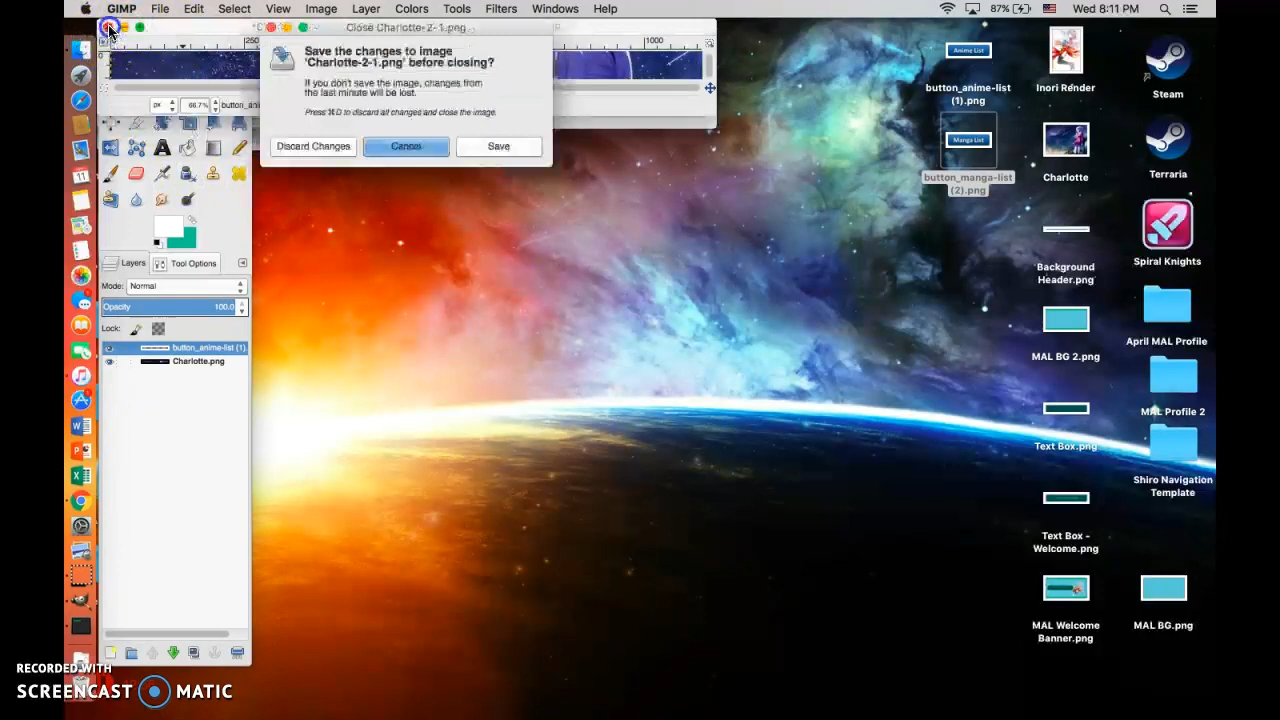 GIMP File Edit Select View Image Layer Colors Tools Filters Windows Help 87% Wed 8:11 PM
Close Charlotte-2-1.png
1000
Save the changes to image
'Charlotte-2-1.png' before closing?
If you don't save the image, changes from
the last minute will be lost.
Press ⌘D to discard all changes and close the image.
Discard Changes Cancel Save
px 66.7% button_ani
Layers Tool Options
Mode: Normal
Opacity 100.0
Lock:
button_anime-list (1).
Charlotte.png
Anime List
button_anime-list
(1).png
Inori Render
Steam
Manga List
button_manga-list
(2).png
Charlotte
Terraria
Background
Header.png
Spiral Knights
MAL BG 2.png
April MAL Profile
MAL Profile 2
Text Box.png
Shiro Navigation
Template
Text Box -
Welcome.png
MAL Welcome
Banner.png
MAL BG.png
RECORDED WITH
SCREENCAST MATIC